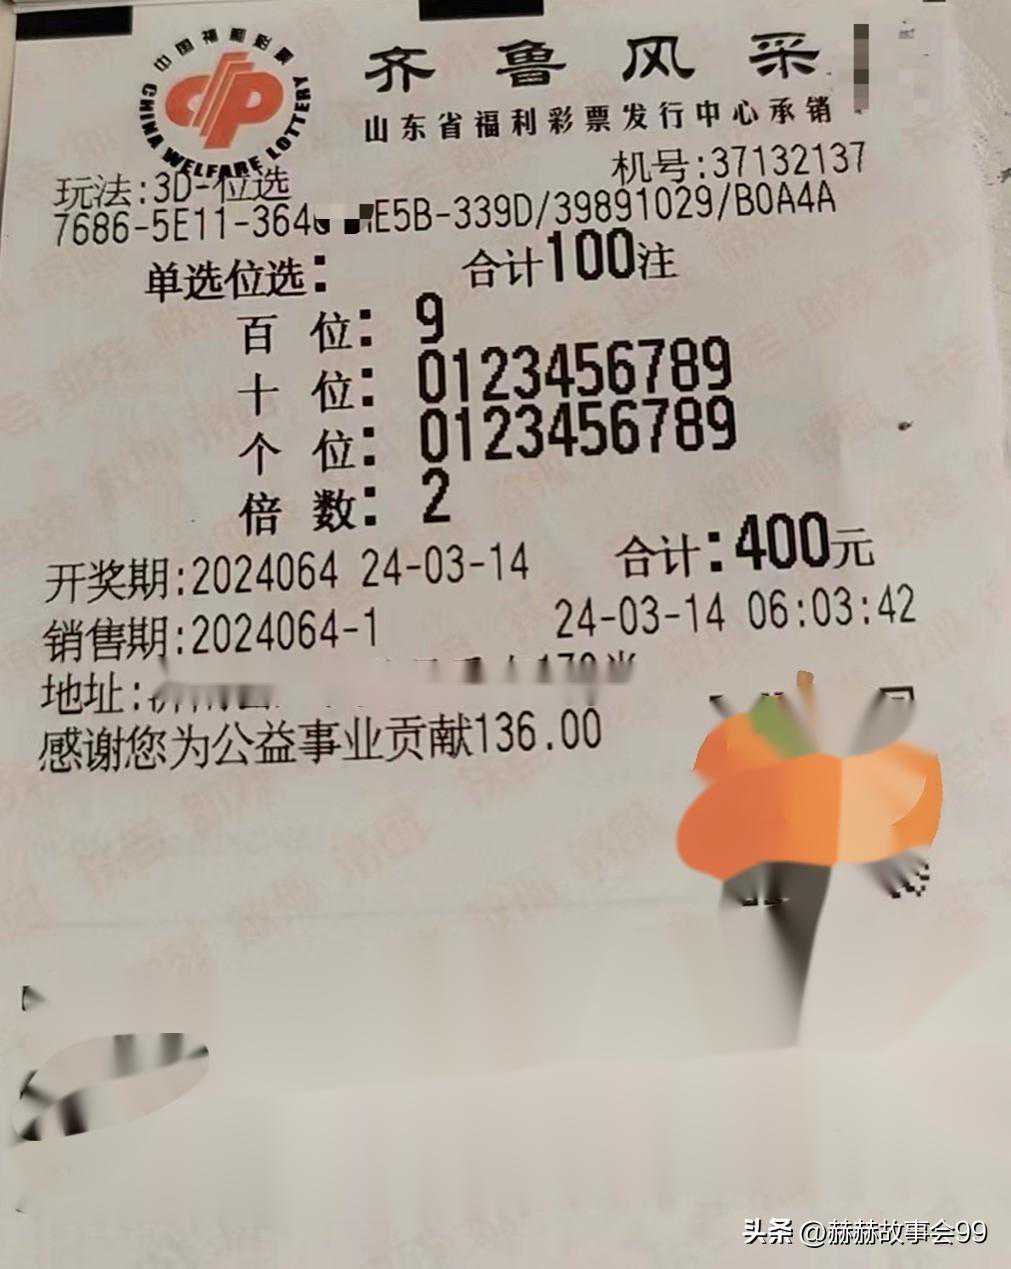 中国福利彩票
CHINA WELFARE LOTTERY
齐鲁风采
山东省福利彩票发行中心承销
机号:37132137
玩法:3D-位选
7686-5E11-364 E5B-339D/39891029/B0A4A
单选位选: 合计100注
百 位: 9
十 位: 0123456789
个 位: 0123456789
倍 数: 2
开奖期:2024064 24-03-14 合计:400元
销售期:2024064-1 24-03-14 06:03:42
地址:
感谢您为公益事业贡献136.00
头条 @赫赫故事会99